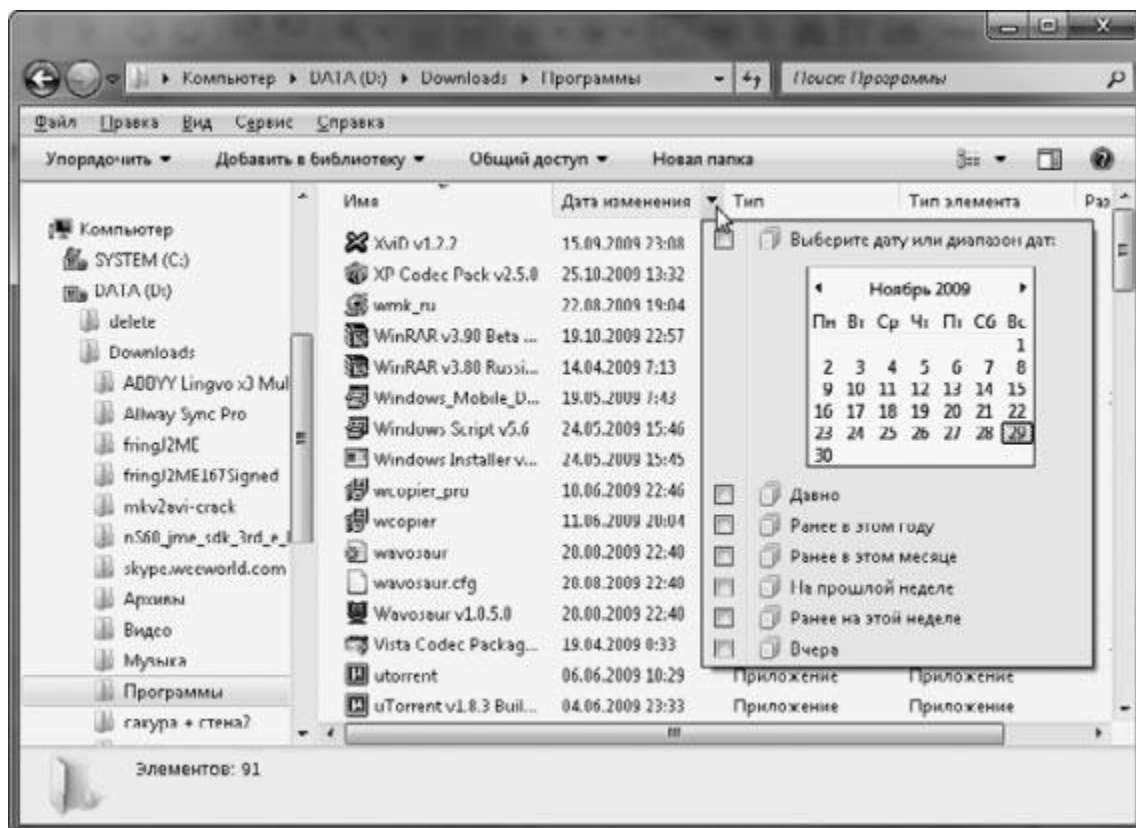 Компьютер ▸ DATA (D:) ▸ Downloads ▸ Программы
Поиск: Программы
Файл Правка Вид Сервис Справка
Упорядочить Добавить в библиотеку Общий доступ Новая папка
Компьютер
SYSTEM (C:)
DATA (D:)
delete
Downloads
ABBYY Lingvo x3 Mul
Allway Sync Pro
fringJ2ME
fringJ2ME167Signed
mkv2avi-crack
nS60_jme_sdk_3rd_e_
skype.weeworld.com
Архивы
Видео
Музыка
Программы
сакура + стена?
Имя Дата изменения Тип Тип элемента Раз
XviD v1.2.2 15.09.2009 23:08
XP Codec Pack v2.5.0 25.10.2009 13:32
wmk_ru 22.08.2009 19:04
WinRAR v3.90 Beta ... 19.10.2009 22:57
WinRAR v3.80 Russi... 14.04.2009 7:13
Windows_Mobile_D... 19.05.2009 7:43
Windows Script v5.6 24.05.2009 15:46
Windows Installer v... 24.05.2009 15:45
wcopier_pro 10.06.2009 22:46
wcopier 11.06.2009 20:04
wavosaur 20.08.2009 22:40
wavosaur.cfg 20.08.2009 22:40
Wavosaur v1.0.5.0 20.08.2009 22:40
Vista Codec Packag... 19.04.2009 0:33
utorrent 06.06.2009 10:29 Приложение Приложение
uTorrent v1.8.3 Buil... 04.06.2009 23:33 Приложение Приложение
Выберите дату или диапазон дат:
Ноябрь 2009
Пн Вт Ср Чт Пт Сб Вс
1
2 3 4 5 6 7 8
9 10 11 12 13 14 15
16 17 18 19 20 21 22
23 24 25 26 27 28 29
30
Давно
Ранее в этом году
Ранее в этом месяце
На прошлой неделе
Ранее на этой неделе
Вчера
Элементов: 91